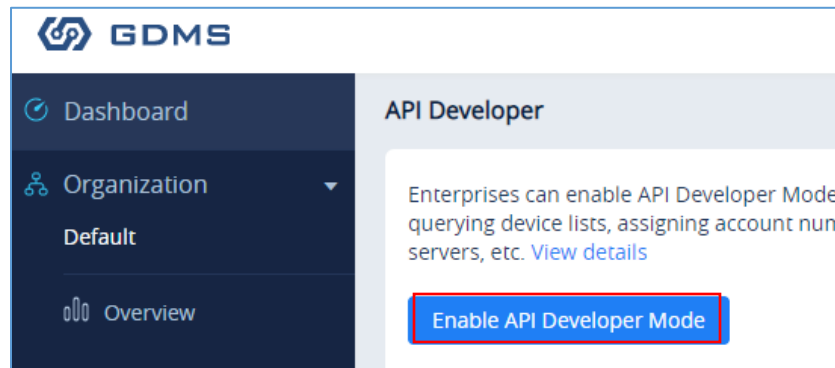 GDMS
Dashboard
Organization
Default
Overview
API Developer
Enterprises can enable API Developer Mode
querying device lists, assigning account
servers, etc. View details
Enable API Developer Mode